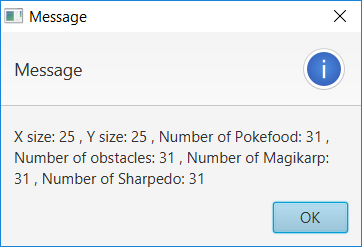 Message
Message
i
X size: 25 , Y size: 25 , Number of Pokefood: 31 ,
Number of obstacles: 31 , Number of Magikarp:
31 , Number of Sharpedo: 31
OK